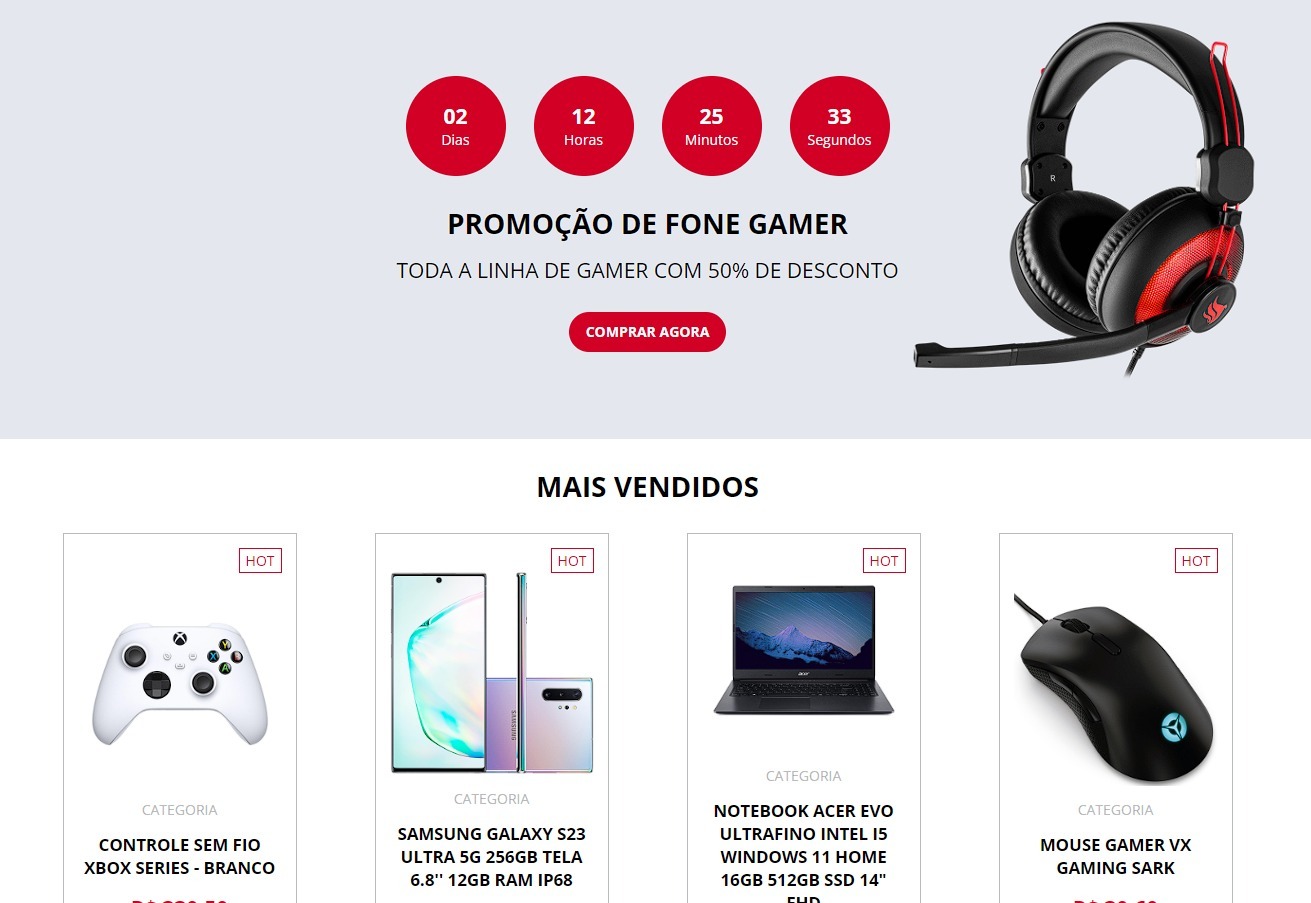 02
Dias
12
Horas
25
Minutos
33
Segundos
R
PROMOÇÃO DE FONE GAMER
TODA A LINHA DE GAMER COM 50% DE DESCONTO
COMPRAR AGORA
MAIS VENDIDOS
HOT
CATEGORIA
CONTROLE SEM FIO
XBOX SERIES - BRANCO
HOT
SAMSUNG
CATEGORIA
SAMSUNG GALAXY S23
ULTRA 5G 256GB TELA
6.8'' 12GB RAM IP68
HOT
acer
CATEGORIA
NOTEBOOK ACER EVO
ULTRAFINO INTEL I5
WINDOWS 11 HOME
16GB 512GB SSD 14"
HOT
CATEGORIA
MOUSE GAMER VX
GAMING SARK